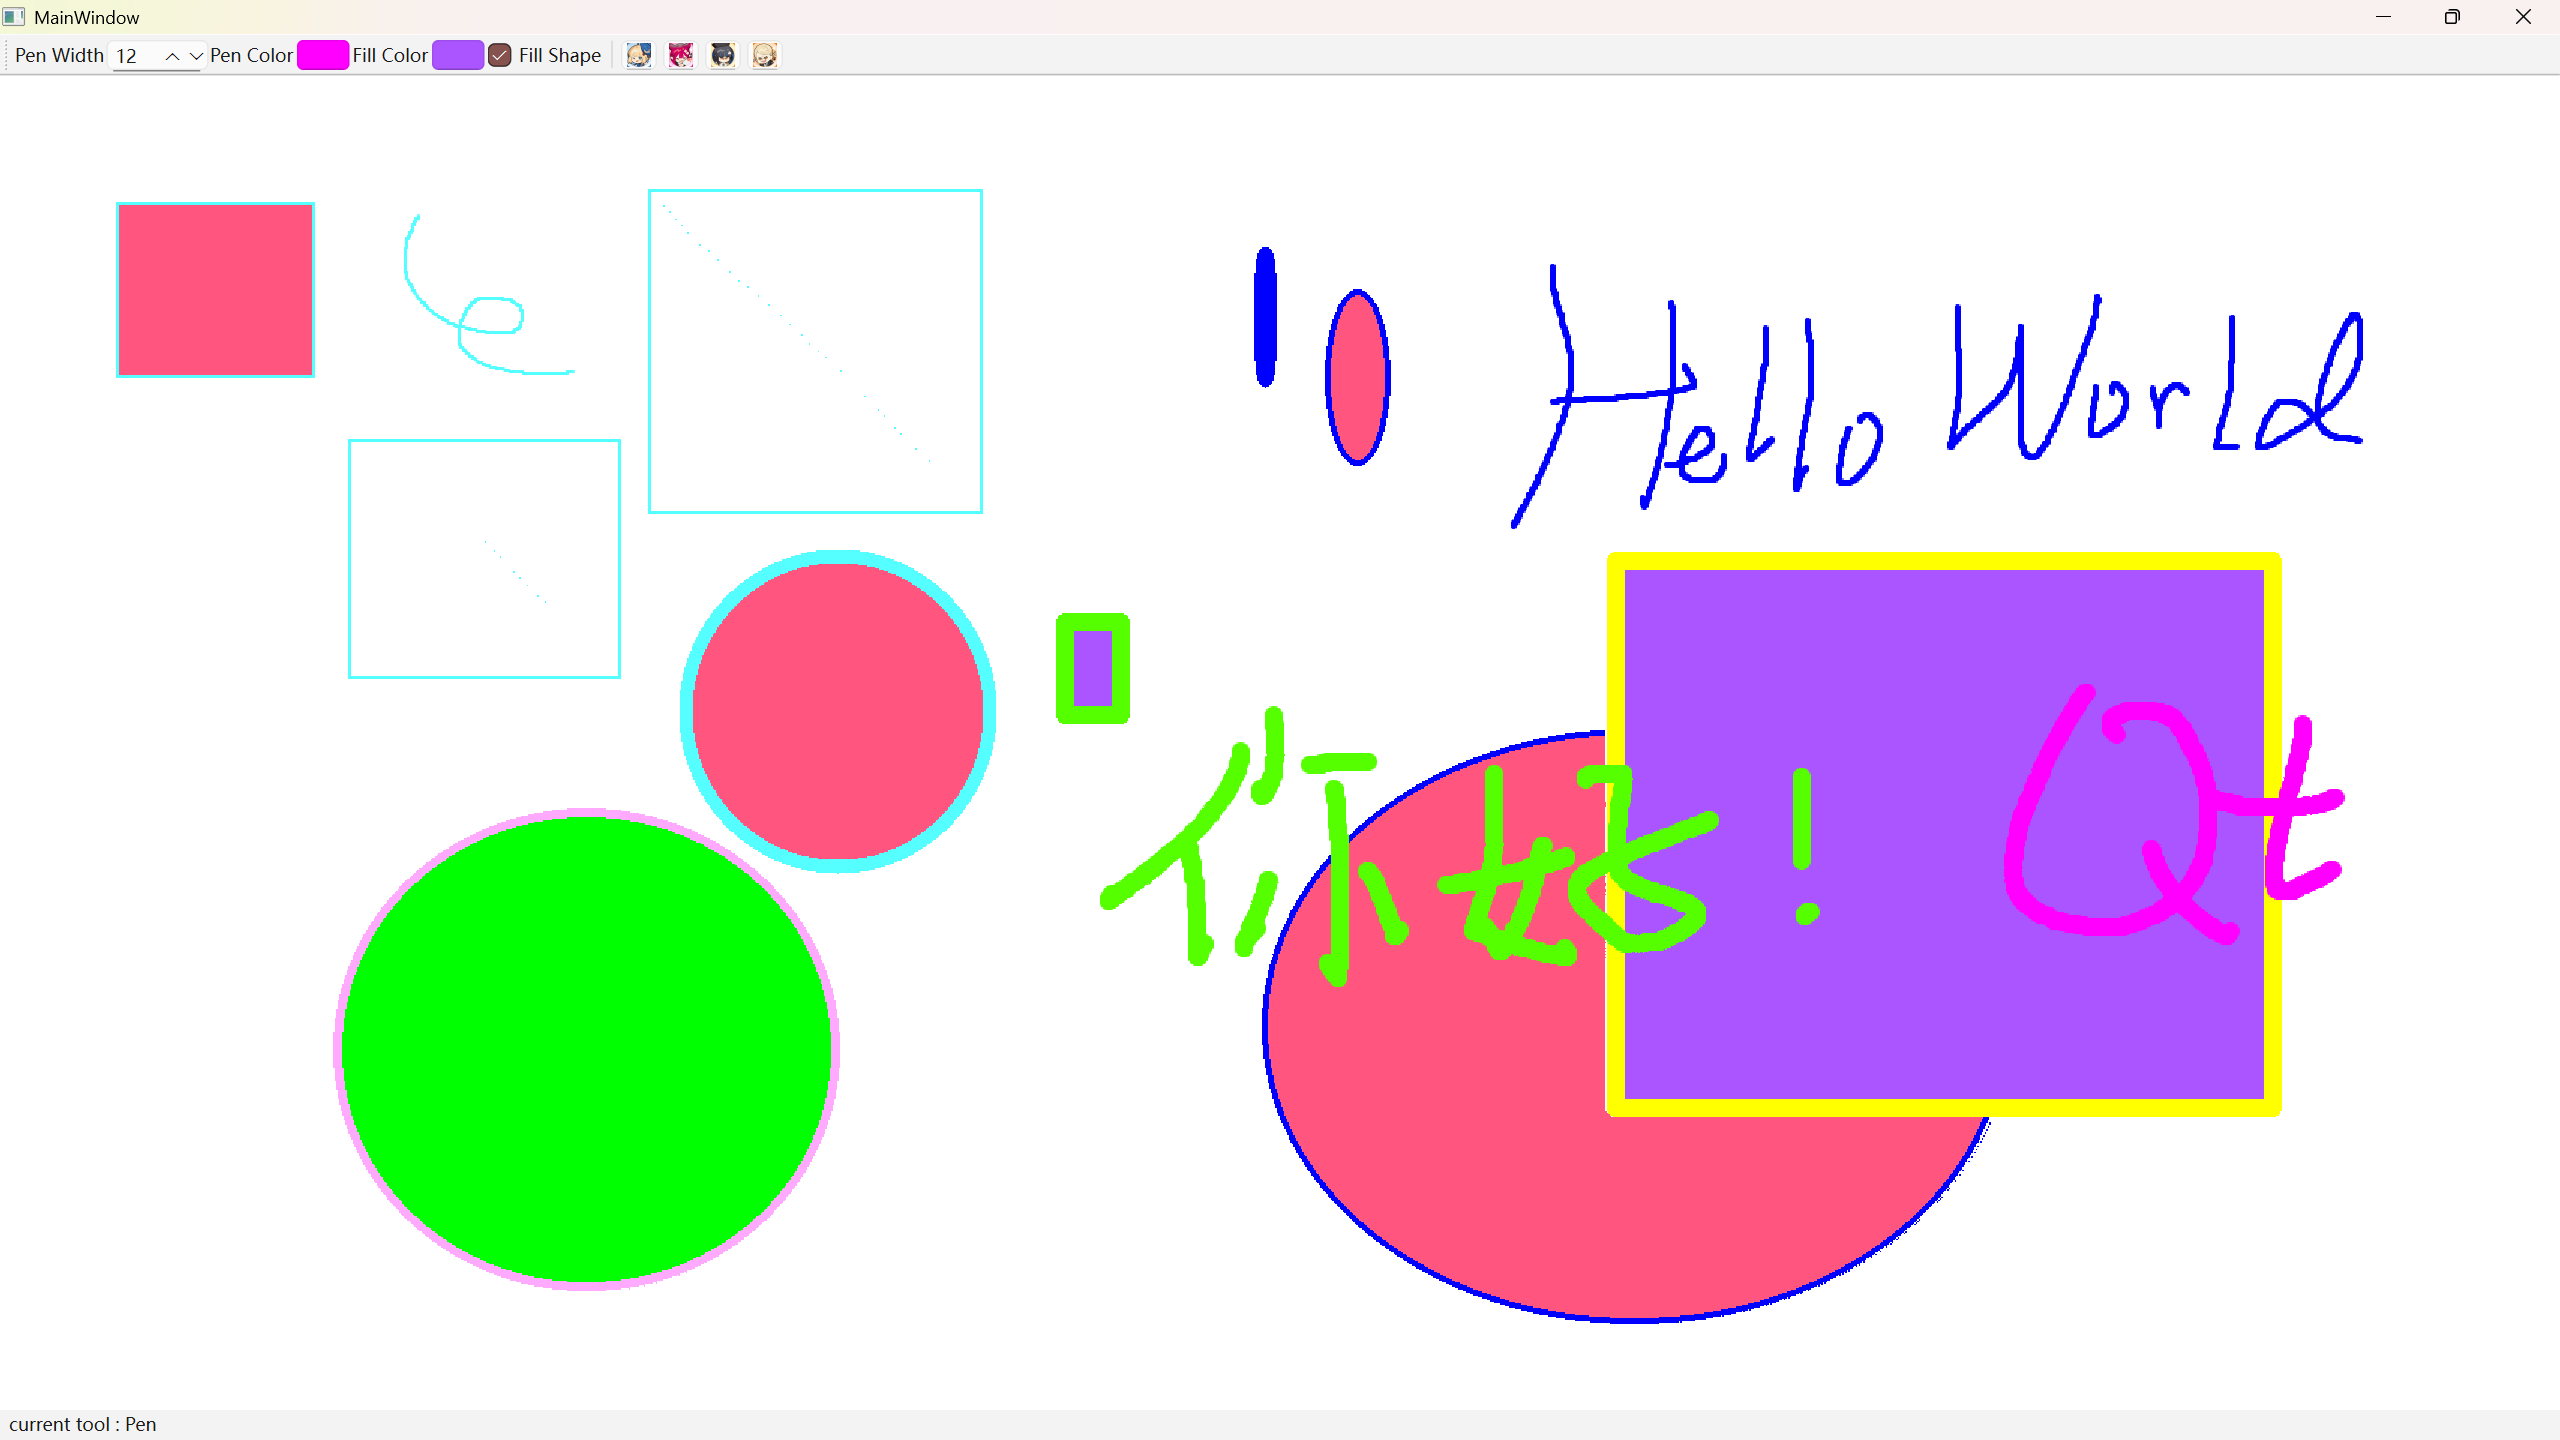 MainWindow
Pen Width 12 Pen Color Fill Color Fill Shape
Hello World
你好!
Qt
current tool : Pen